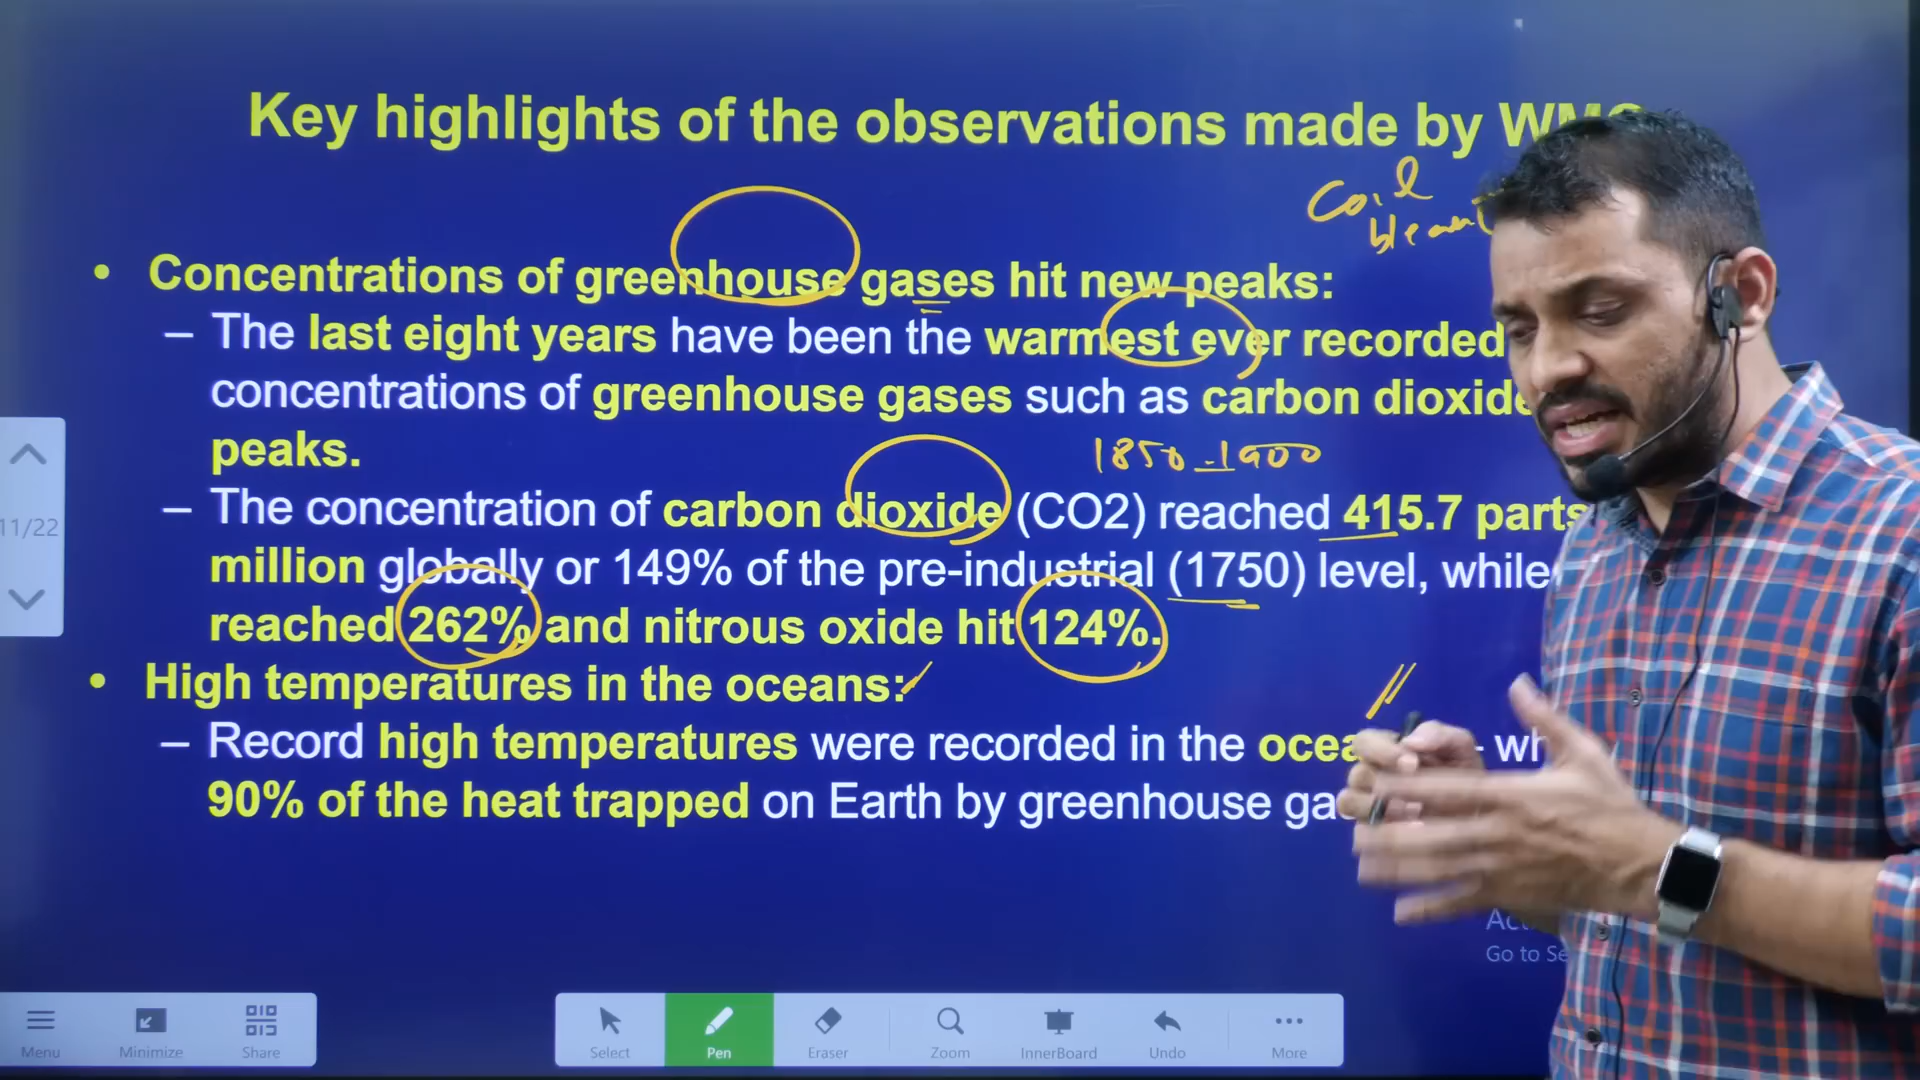 Key highlights of the observations made by WMO
Coil
• Concentrations of greenhouse gases hit new peaks:
– The last eight years have been the warmest ever recorded
concentrations of greenhouse gases such as carbon dioxide
peaks.
1850-1900
– The concentration of carbon dioxide (CO2) reached 415.7 parts
million globally or 149% of the pre-industrial (1750) level, while
reached 262% and nitrous oxide hit 124%.
• High temperatures in the oceans:
– Record high temperatures were recorded in the
90% of the heat trapped on Earth by greenhouse
11/22
Go to
Menu
Minimize
Share
Select
Pen
Eraser
Zoom
InnerBoard
Undo
More